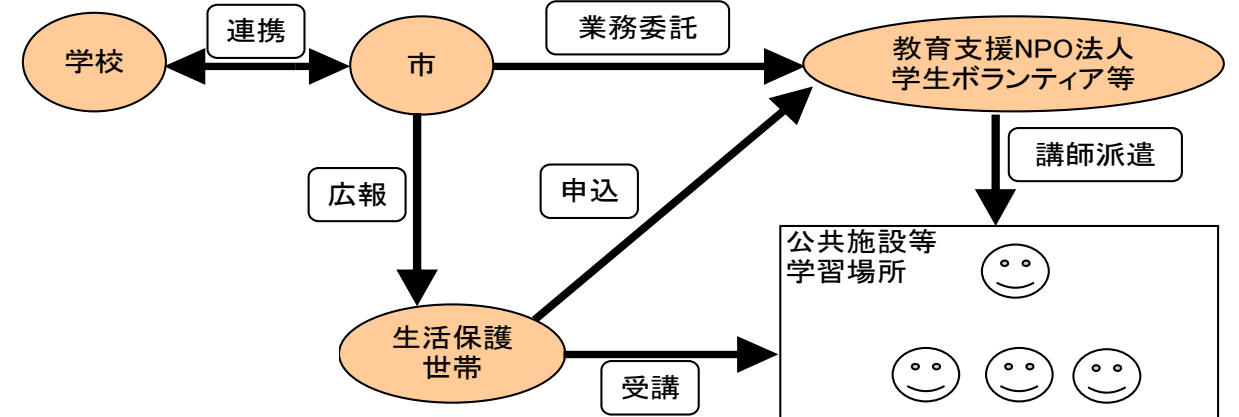 学校
連携
市
業務委託
教育支援NPO法人
学生ボランティア等
広報
申込
講師派遣
公共施設等
学習場所
生活保護
世帯
受講